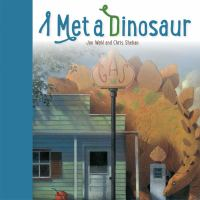 I Met a Dinosaur
Jan Wahl and Chris Sheban
GAS